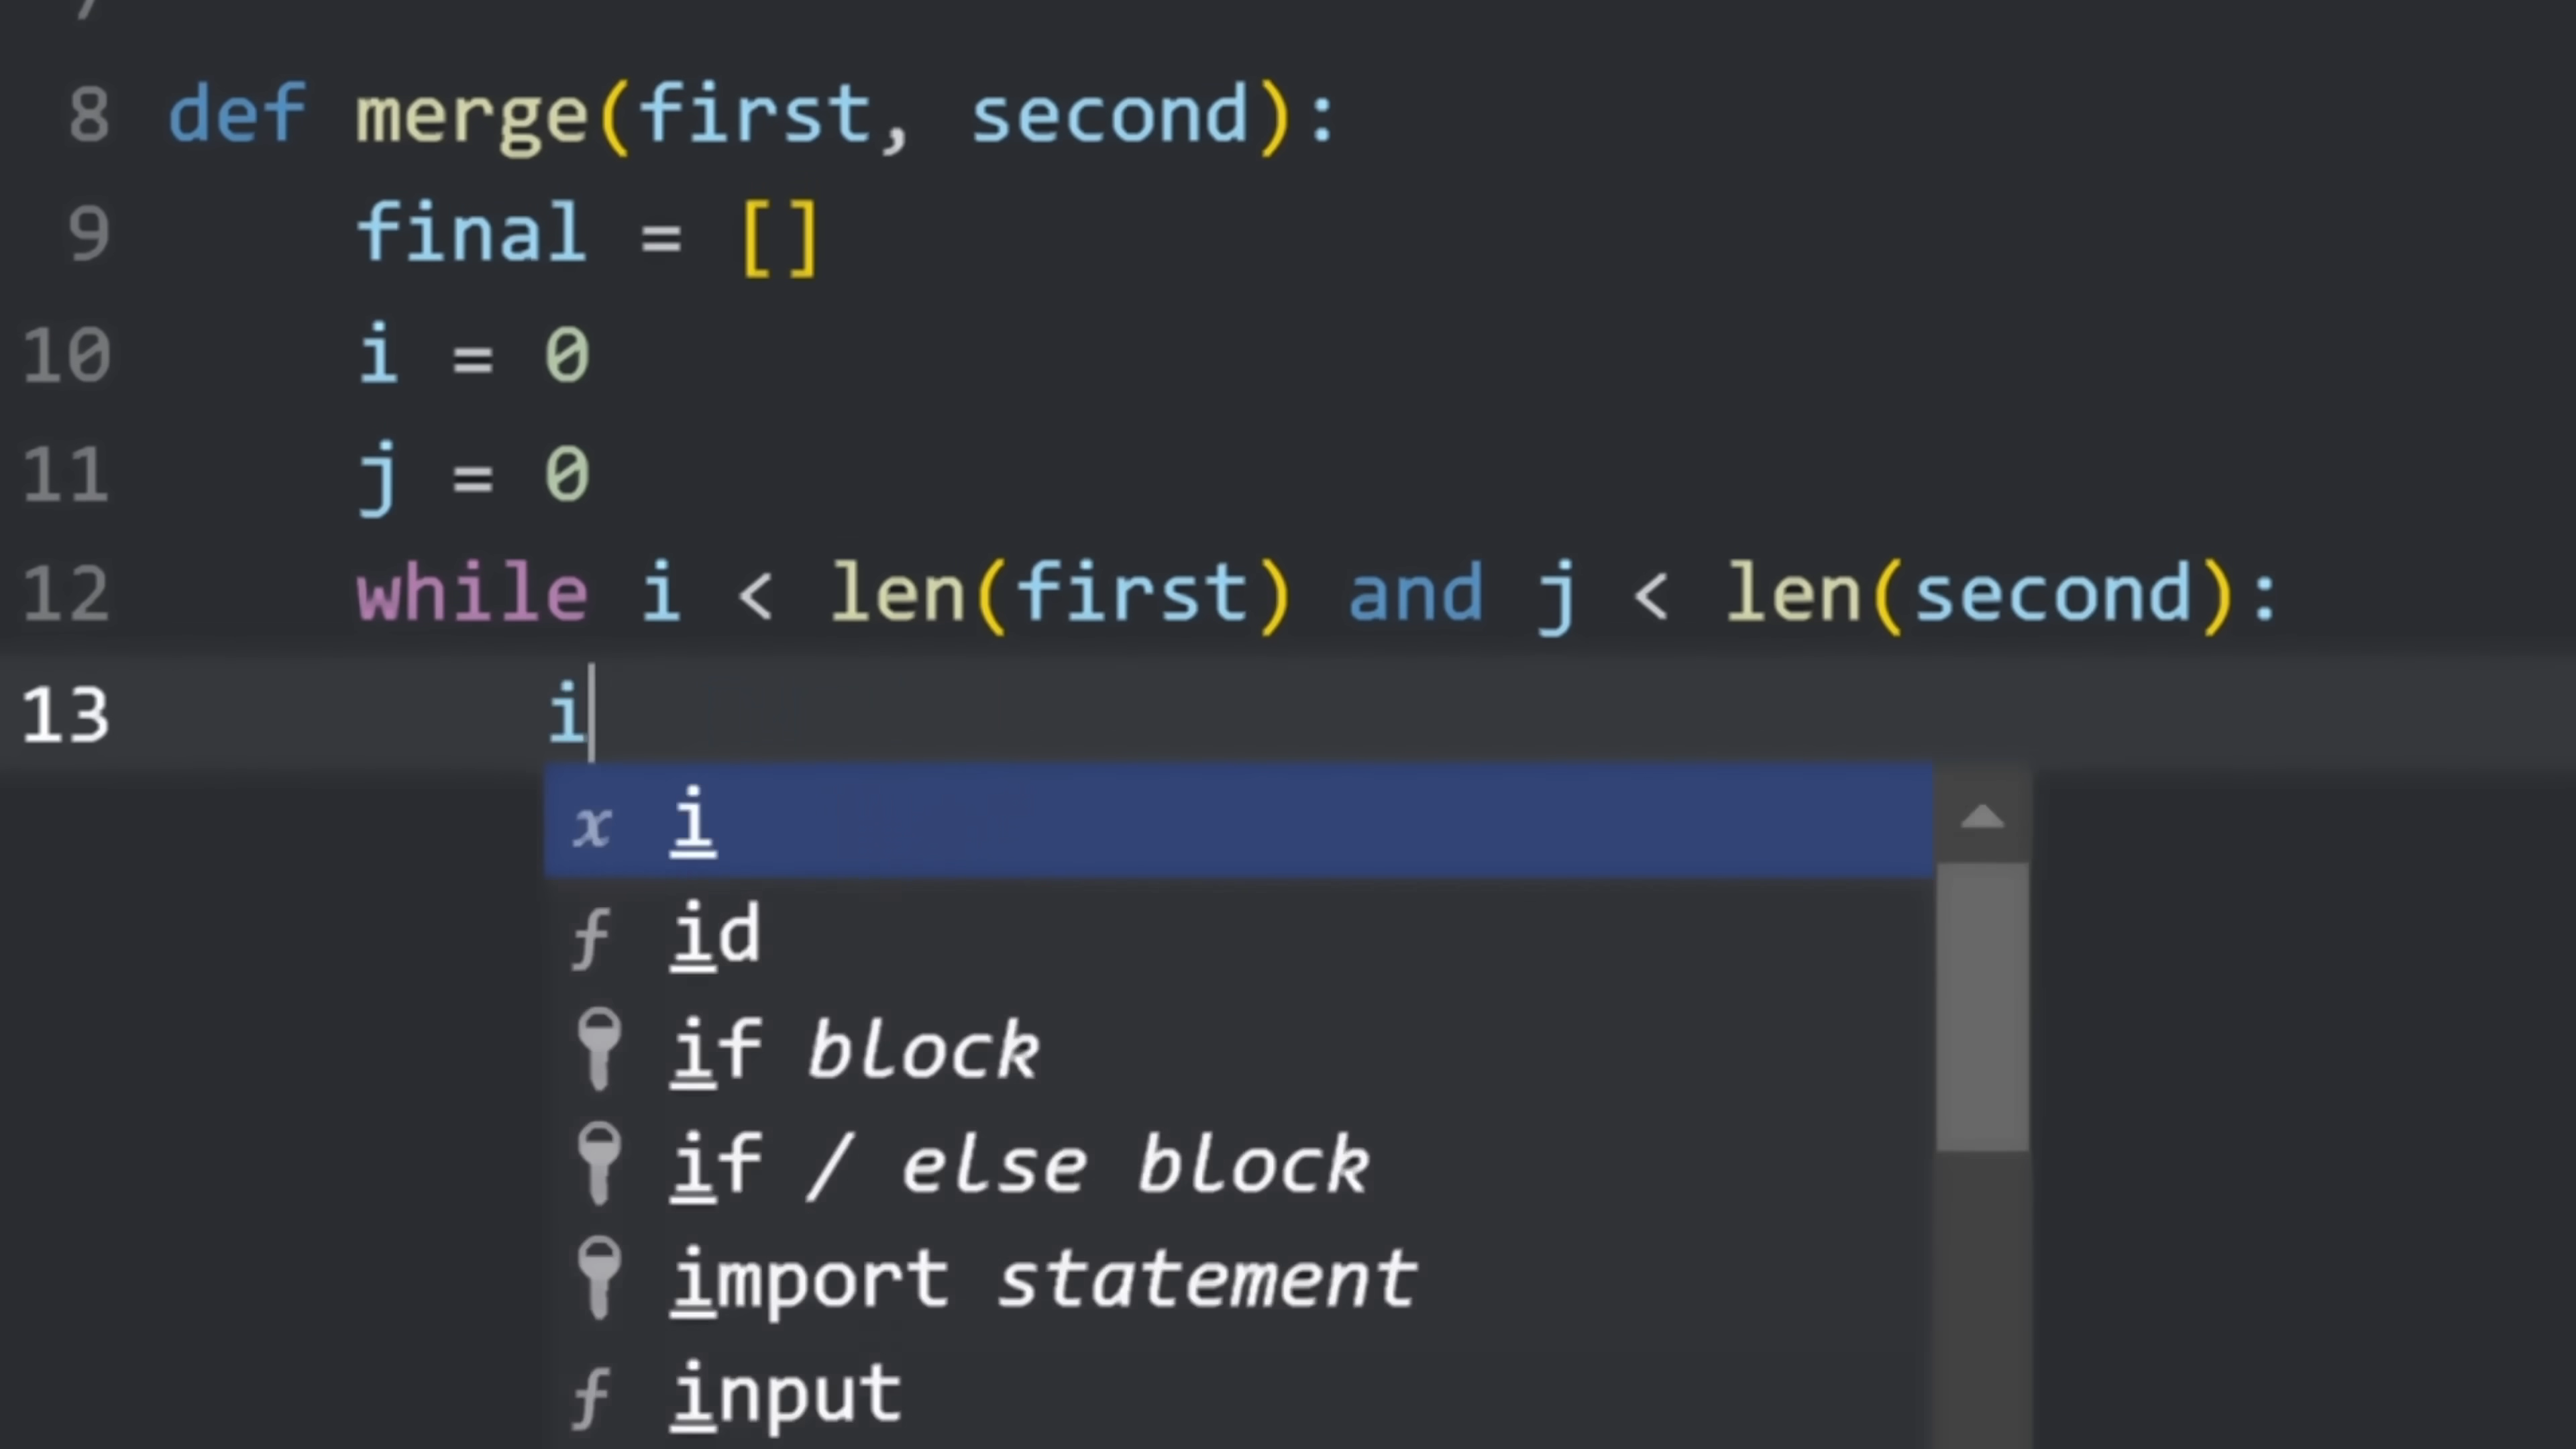 7
8 def merge(first, second):
9     final = []
10     i = 0
11     j = 0
12     while i < len(first) and j < len(second):
13         i
x i
f id
if block
if / else block
import statement
f input